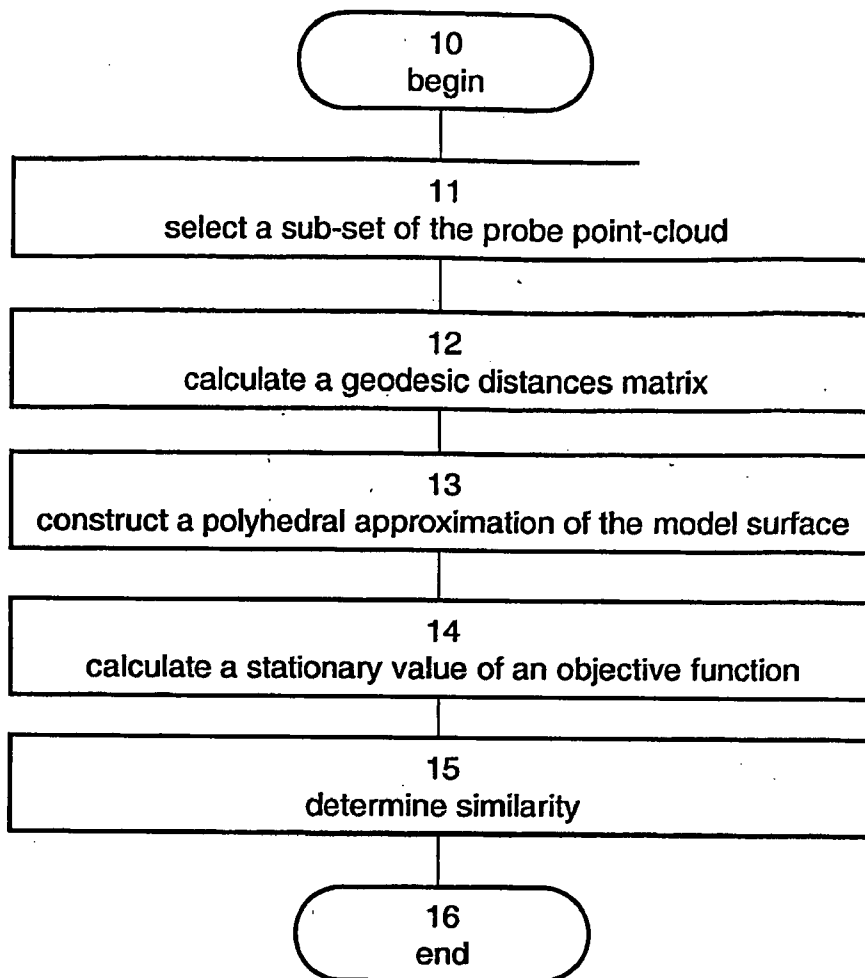 10
begin
11
select a sub-set of the probe point-cloud
12
calculate a geodesic distances matrix
13
construct a polyhedral approximation of the model surface
14
calculate a stationary value of an objective function
15
determine similarity
16
end